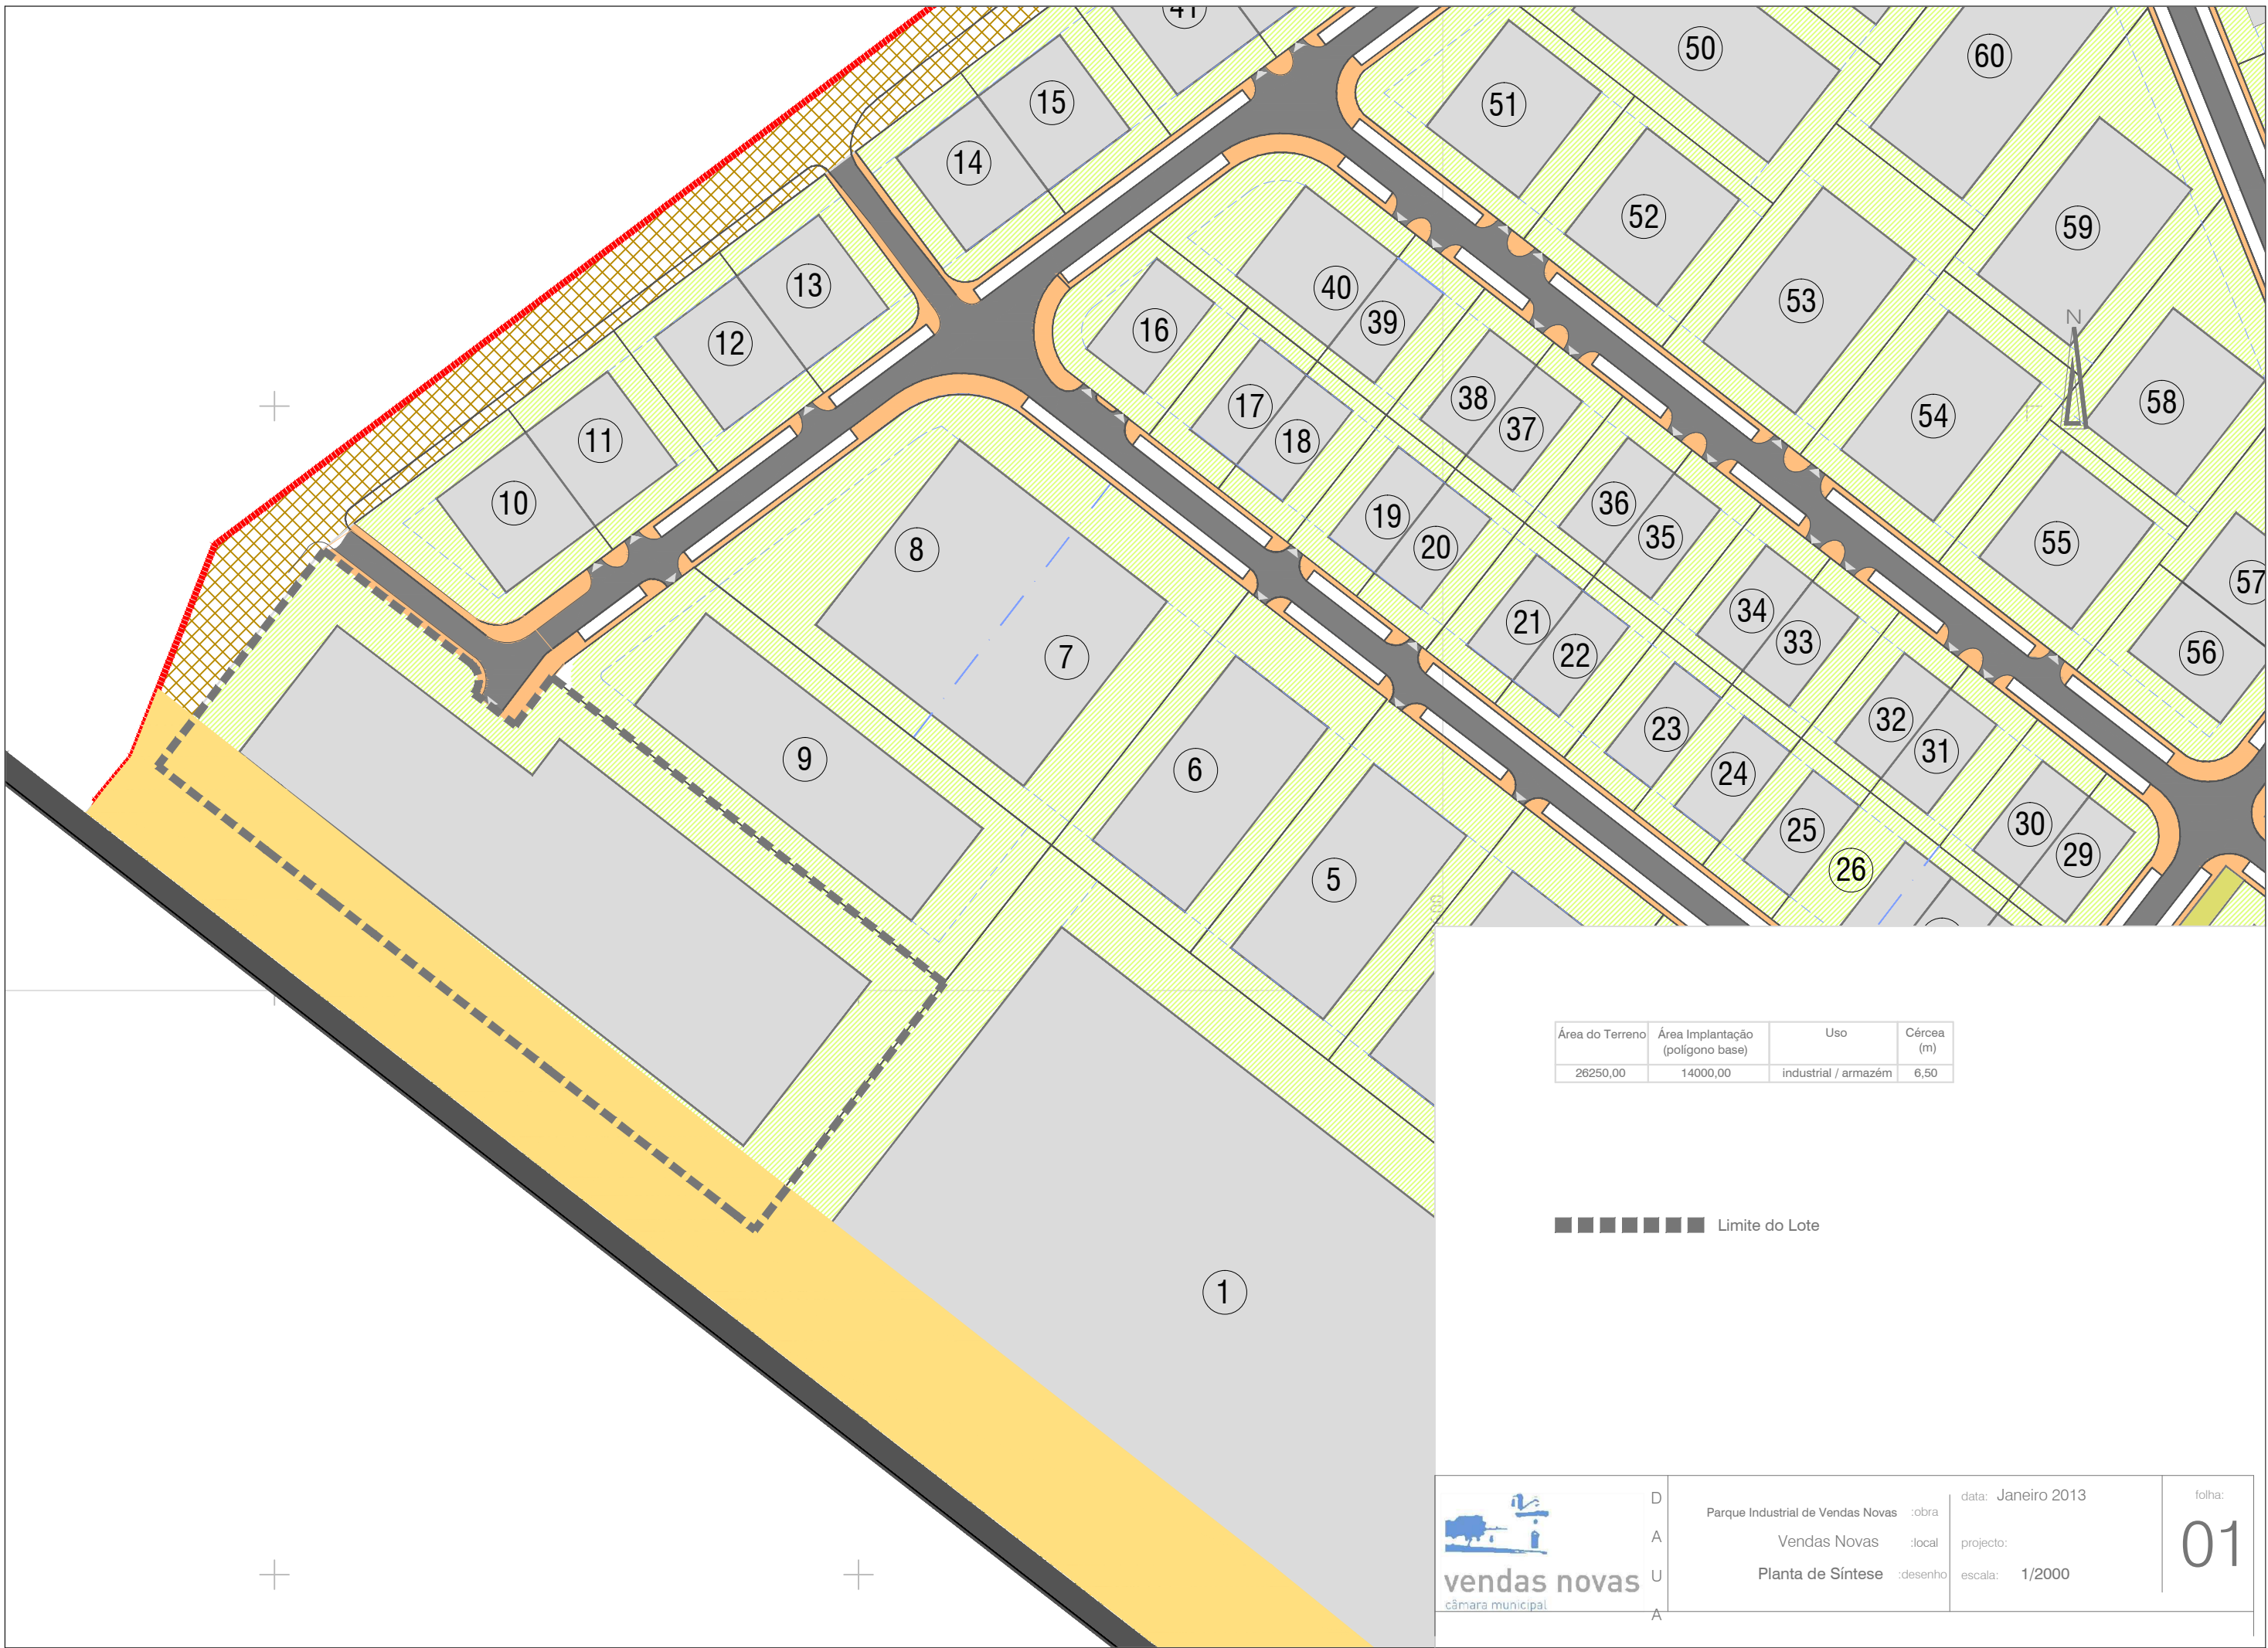 41
50
60
15
51
14
52
59
13
40
53
16
39
12
38
58
17
54
37
11
18
10
36
19
35
55
8
20
57
34
21
33
22
7
56
32
23
31
9
6
24
30
25
29
26
5
1
N
Área do Terreno Área Implantação (polígono base) Uso Cércea (m)
26250,00 14000,00 industrial / armazém 6,50
Limite do Lote
vendas novas
câmara municipal
D
A
U
A
Parque Industrial de Vendas Novas :obra
Vendas Novas :local
Planta de Síntese :desenho
data: Janeiro 2013
projecto:
escala: 1/2000
folha:
01